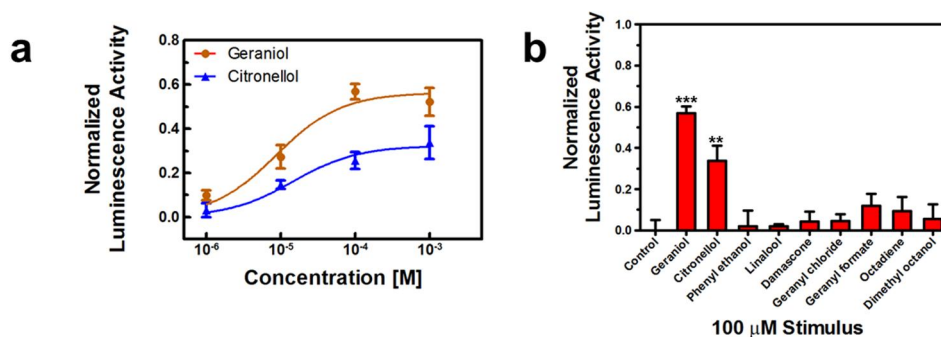 a
Normalized
Luminescence Activity
0.8
0.6
0.4
0.2
0.0
Geraniol
Citronellol
10⁻⁶ 10⁻⁵ 10⁻⁴ 10⁻³
Concentration [M]
b
Normalized
Luminescence Activity
1.0
0.8
0.6
0.4
0.2
0.0
***
**
Control
Geraniol
Citronellol
Phenyl ethanol
Linalool
Damascone
Geranyl chloride
Geranyl formate
Octadiene
Dimethyl octanol
100 μM Stimulus